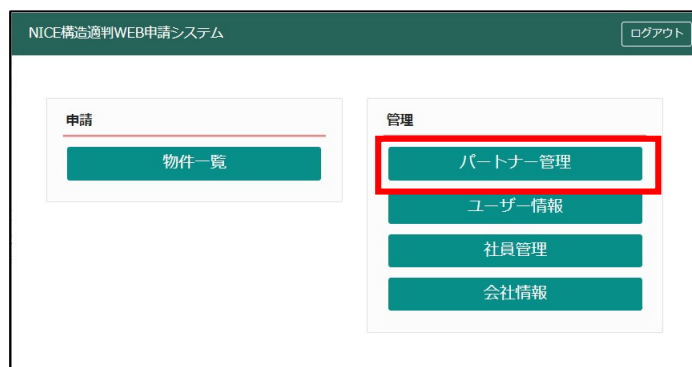 NICE構造適判WEB申請システム
ログアウト
申請
物件一覧
管理
パートナー管理
ユーザー情報
社員管理
会社情報